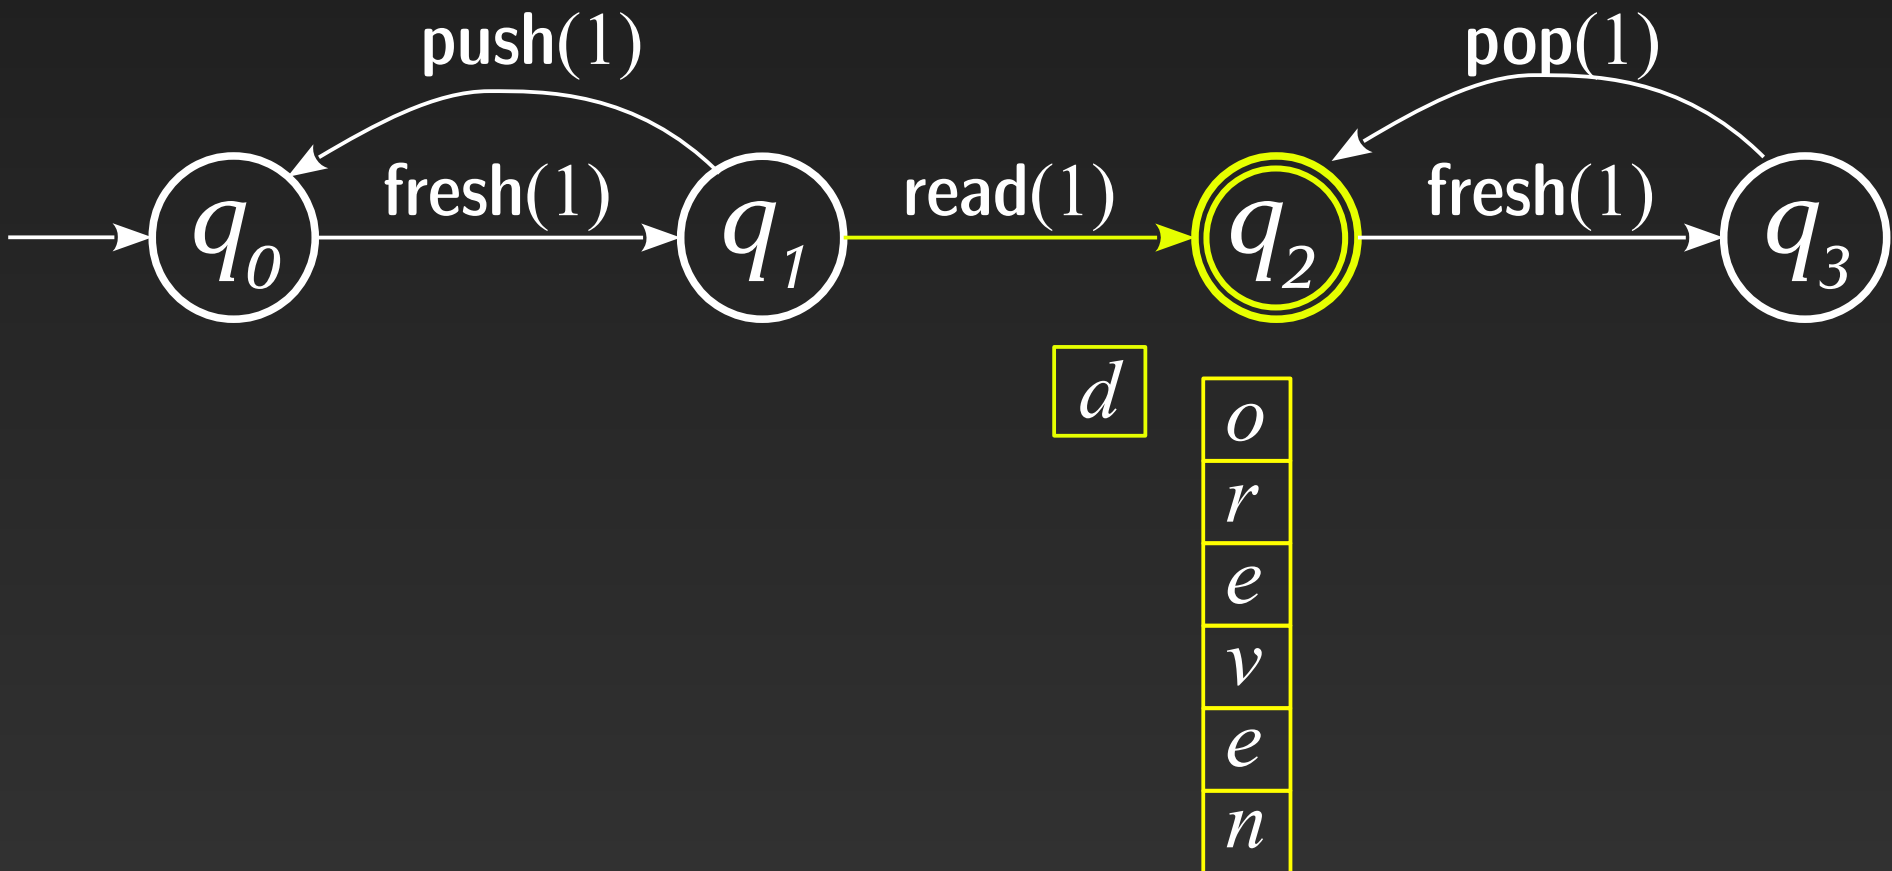 push(1) pop(1)
fresh(1) read(1) fresh(1)
q0 q1 q2 q3
d
o
r
e
v
e
n